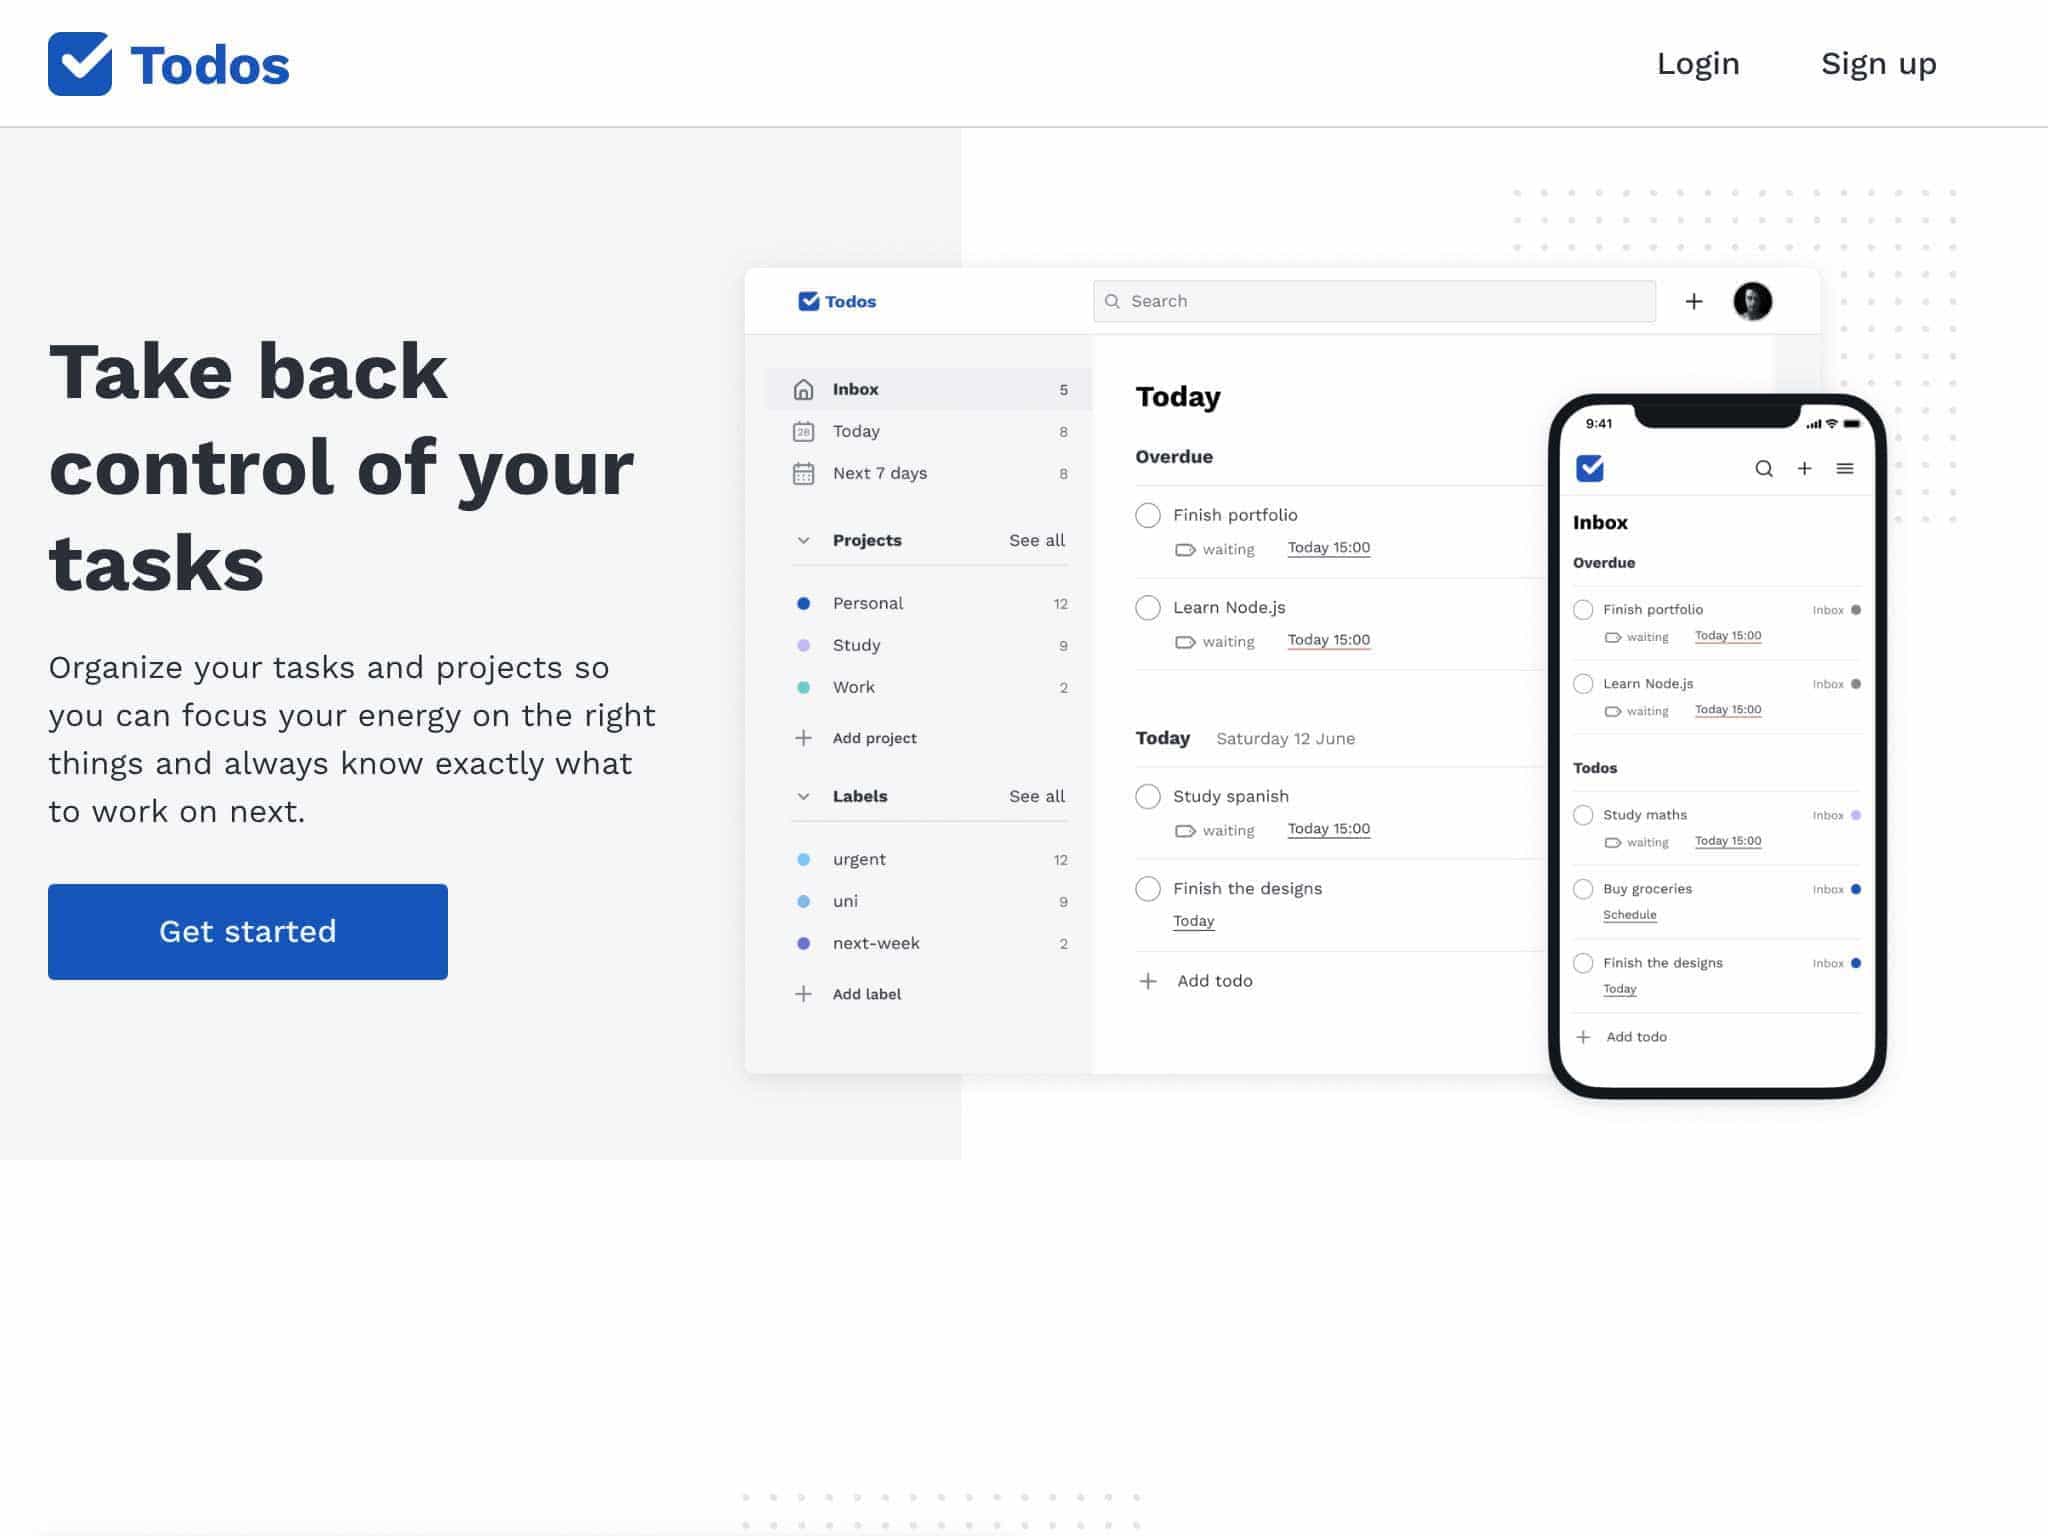 Todos
Login
Sign up
Take back
control of your
tasks
Organize your tasks and projects so
you can focus your energy on the right
things and always know exactly what
to work on next.
Get started
Todos
Search
Inbox 5
28
Today 8
Next 7 days 8
Projects See all
Personal 12
Study 9
Work 2
Add project
Labels See all
urgent 12
uni 9
next-week 2
Add label
Today
Overdue
Finish portfolio
waiting Today 15:00
Learn Node.js
waiting Today 15:00
Today Saturday 12 June
Study spanish
waiting Today 15:00
Finish the designs
Today
Add todo
9:41
Inbox
Overdue
Finish portfolio Inbox
waiting Today 15:00
Learn Node.js Inbox
waiting Today 15:00
Todos
Study maths Inbox
waiting Today 15:00
Buy groceries Inbox
Schedule
Finish the designs Inbox
Today
Add todo